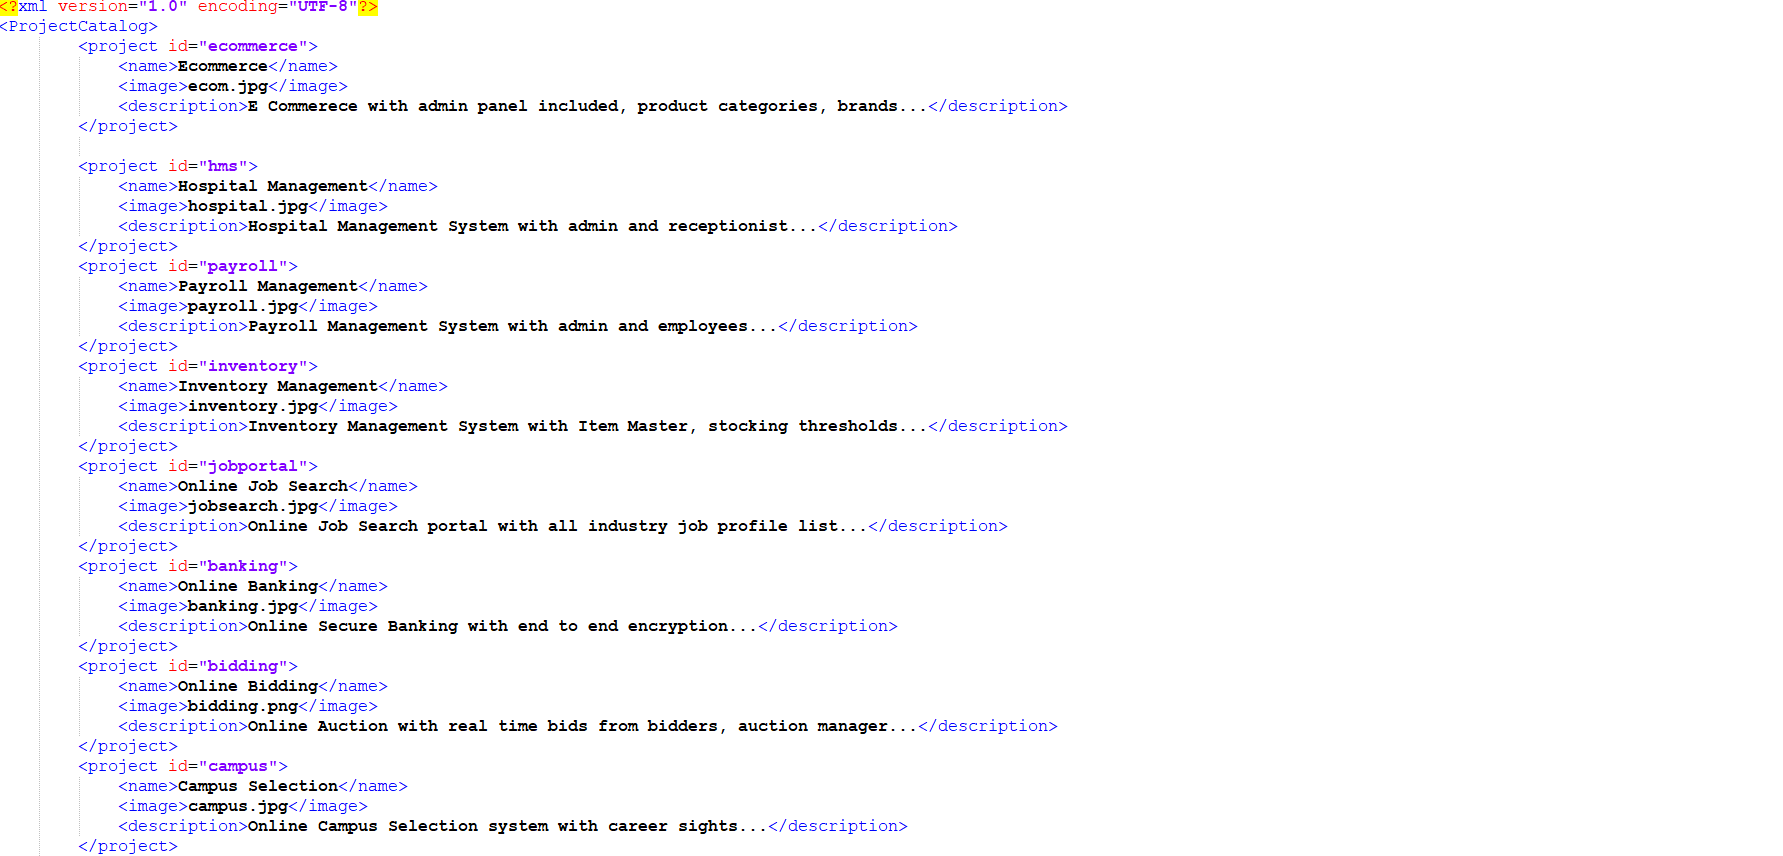 <?xml version="1.0" encoding="UTF-8"?>
<ProjectCatalog>
<project id="ecommerce">
<name>Ecommerce</name>
<image>ecom.jpg</image>
<description>E Commerece with admin panel included, product categories, brands...</description>
</project>
<project id="hms">
<name>Hospital Management</name>
<image>hospital.jpg</image>
<description>Hospital Management System with admin and receptionist...</description>
</project>
<project id="payroll">
<name>Payroll Management</name>
<image>payroll.jpg</image>
<description>Payroll Management System with admin and employees...</description>
</project>
<project id="inventory">
<name>Inventory Management</name>
<image>inventory.jpg</image>
<description>Inventory Management System with Item Master, stocking thresholds...</description>
</project>
<project id="jobportal">
<name>Online Job Search</name>
<image>jobsearch.jpg</image>
<description>Online Job Search portal with all industry job profile list...</description>
</project>
<project id="banking">
<name>Online Banking</name>
<image>banking.jpg</image>
<description>Online Secure Banking with end to end encryption...</description>
</project>
<project id="bidding">
<name>Online Bidding</name>
<image>bidding.png</image>
<description>Online Auction with real time bids from bidders, auction manager...</description>
</project>
<project id="campus">
<name>Campus Selection</name>
<image>campus.jpg</image>
<description>Online Campus Selection system with career sights...</description>
</project>